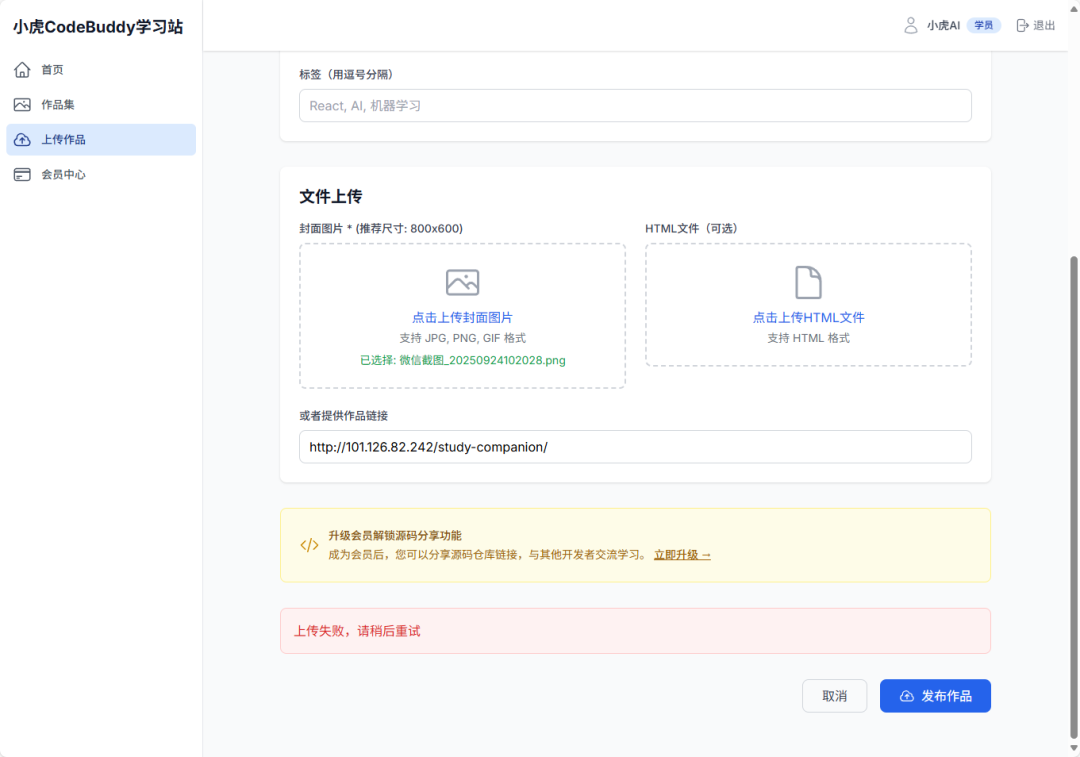 小虎CodeBuddy学习站
小虎AI 学员 退出
首页
作品集
上传作品
会员中心
标签（用逗号分隔）
React, AI, 机器学习
文件上传
封面图片 * (推荐尺寸: 800x600)
点击上传封面图片
支持 JPG, PNG, GIF 格式
已选择: 微信截图_20250924102028.png
HTML文件（可选）
点击上传HTML文件
支持 HTML 格式
或者提供作品链接
http://101.126.82.242/study-companion/
</>
升级会员解锁源码分享功能
成为会员后，您可以分享源码仓库链接，与其他开发者交流学习。 立即升级 →
上传失败，请稍后重试
取消
发布作品